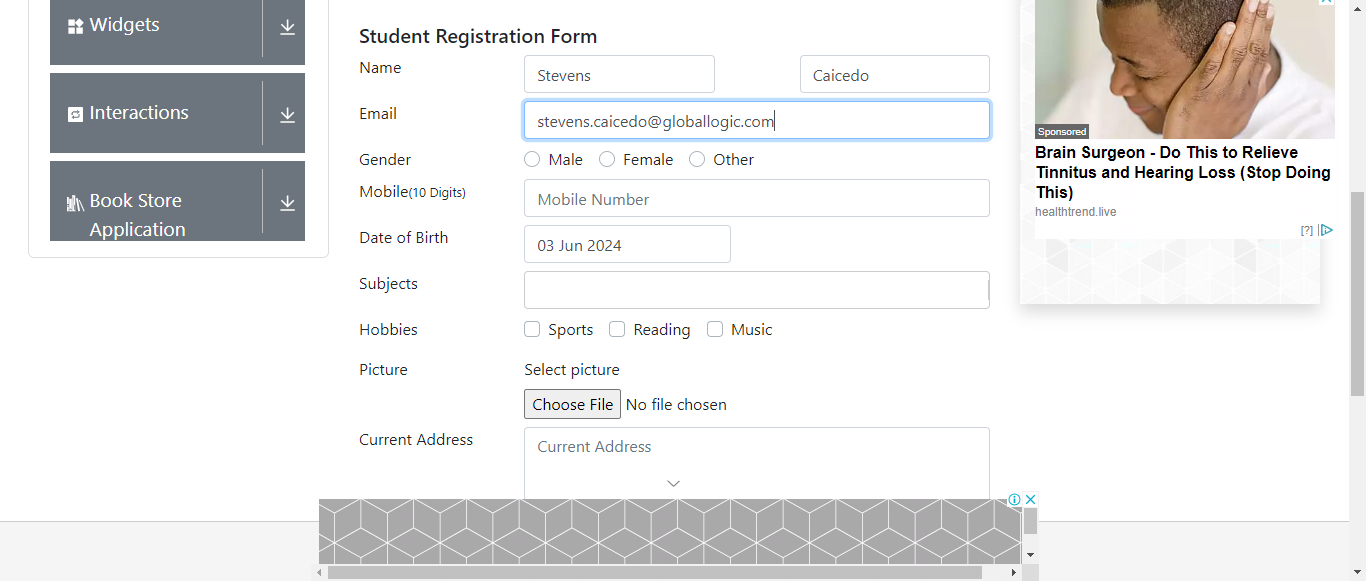 Widgets
Interactions
Book Store
Application
Student Registration Form
Name
Stevens
Caicedo
Email
stevens.caicedo@globallogic.com
Gender
Male
Female
Other
Mobile(10 Digits)
Mobile Number
Date of Birth
03 Jun 2024
Subjects
Hobbies
Sports
Reading
Music
Picture
Select picture
Choose File
No file chosen
Current Address
Current Address
Sponsored
Brain Surgeon - Do This to Relieve
Tinnitus and Hearing Loss (Stop Doing
This)
healthtrend.live
[?]